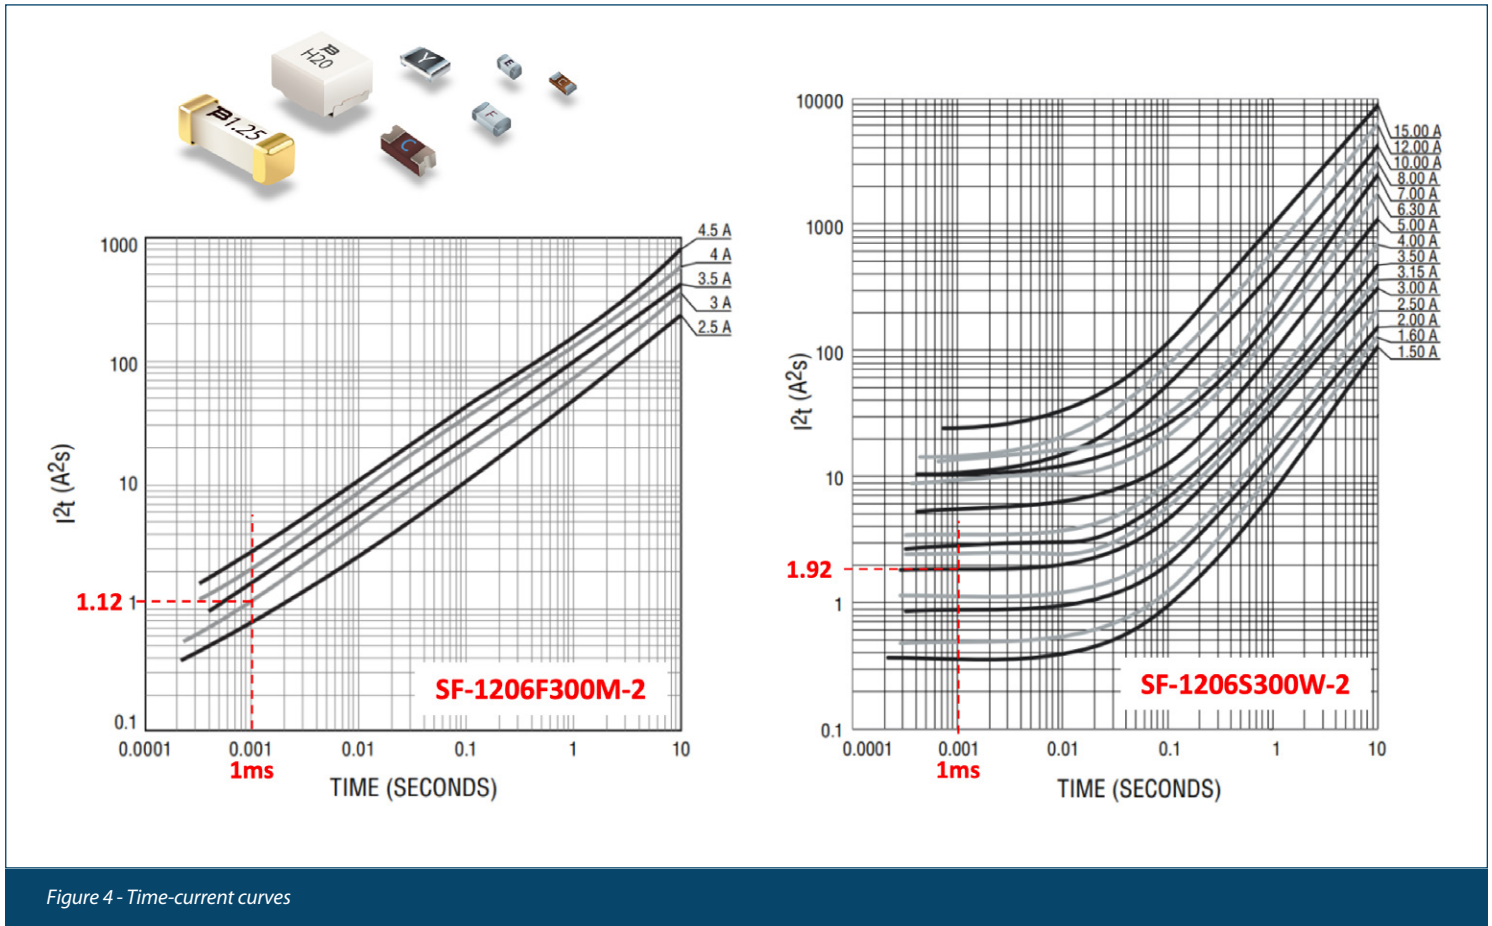 H20
Y
E
C
1.25
F
C
10000
1000
100
10
1
0.1
I2t (A2s)
15.00 A
12.00 A
10.00 A
8.00 A
7.00 A
6.30 A
5.00 A
4.00 A
3.50 A
3.15 A
3.00 A
2.50 A
2.00 A
1.60 A
1.50 A
1.92
SF-1206S300W-2
0.0001 0.001 0.01 0.1 1 10
1ms
TIME (SECONDS)
1000
100
10
1
0.1
I2t (A2s)
4.5 A
4 A
3.5 A
3 A
2.5 A
1.12
SF-1206F300M-2
0.0001 0.001 0.01 0.1 1 10
1ms
TIME (SECONDS)
Figure 4 - Time-current curves